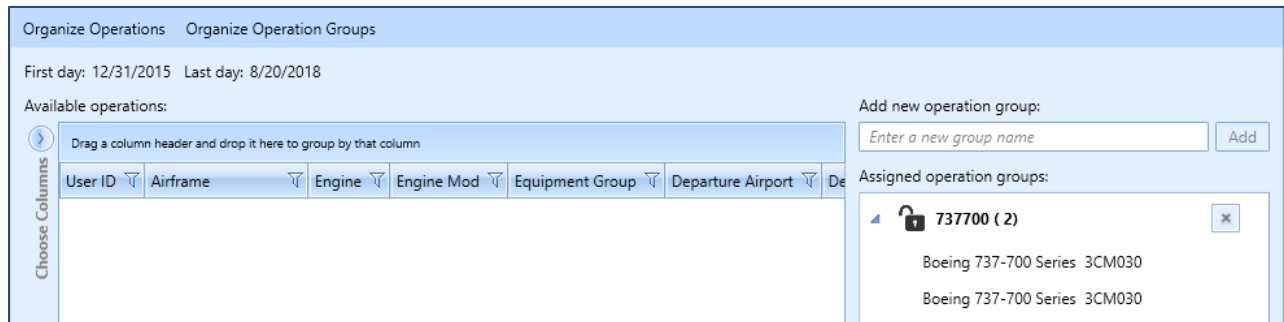 Organize Operations Organize Operation Groups
First day: 12/31/2015 Last day: 8/20/2018
Available operations:
Drag a column header and drop it here to group by that column
User ID Airframe Engine Engine Mod Equipment Group Departure Airport De
Choose Columns
Add new operation group:
Enter a new group name Add
Assigned operation groups:
737700 ( 2)
Boeing 737-700 Series 3CM030
Boeing 737-700 Series 3CM030